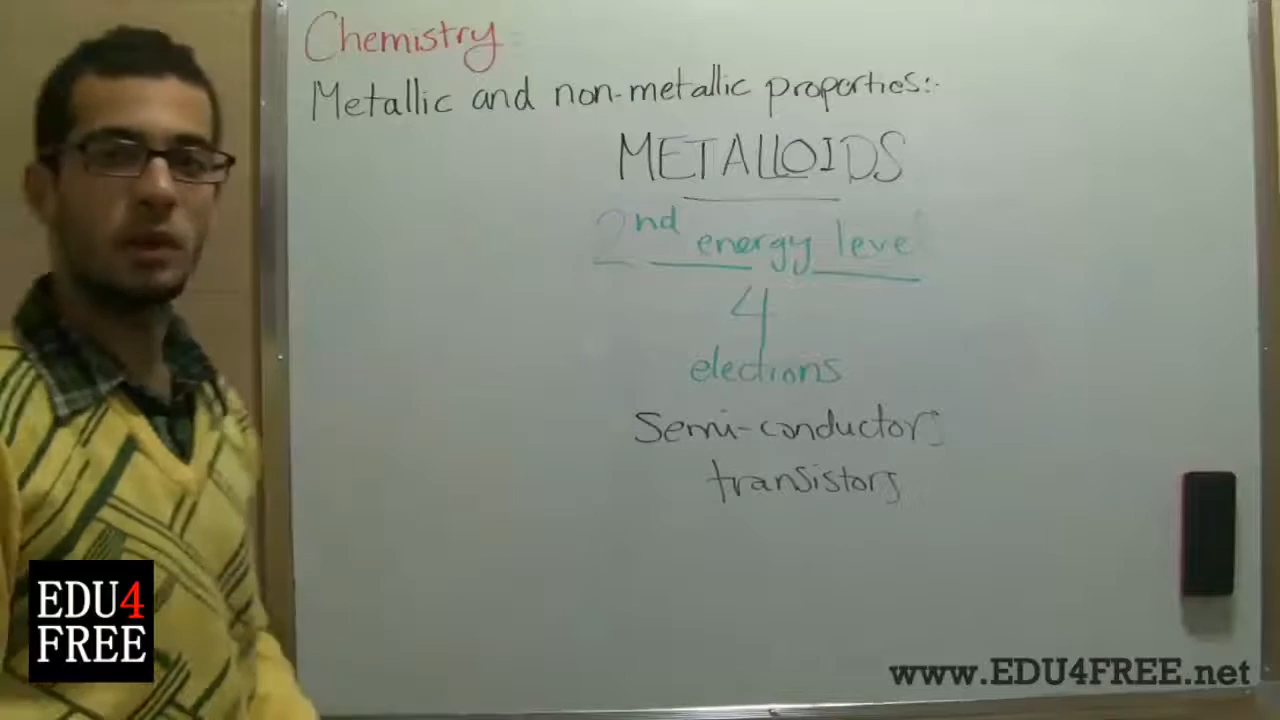 Chemistry
Metallic and non-metallic properties:-
METALLOIDS
2nd energy level
4
electrons
Semi-conductors
transistors
EDU4
FREE
www.EDU4FREE.net